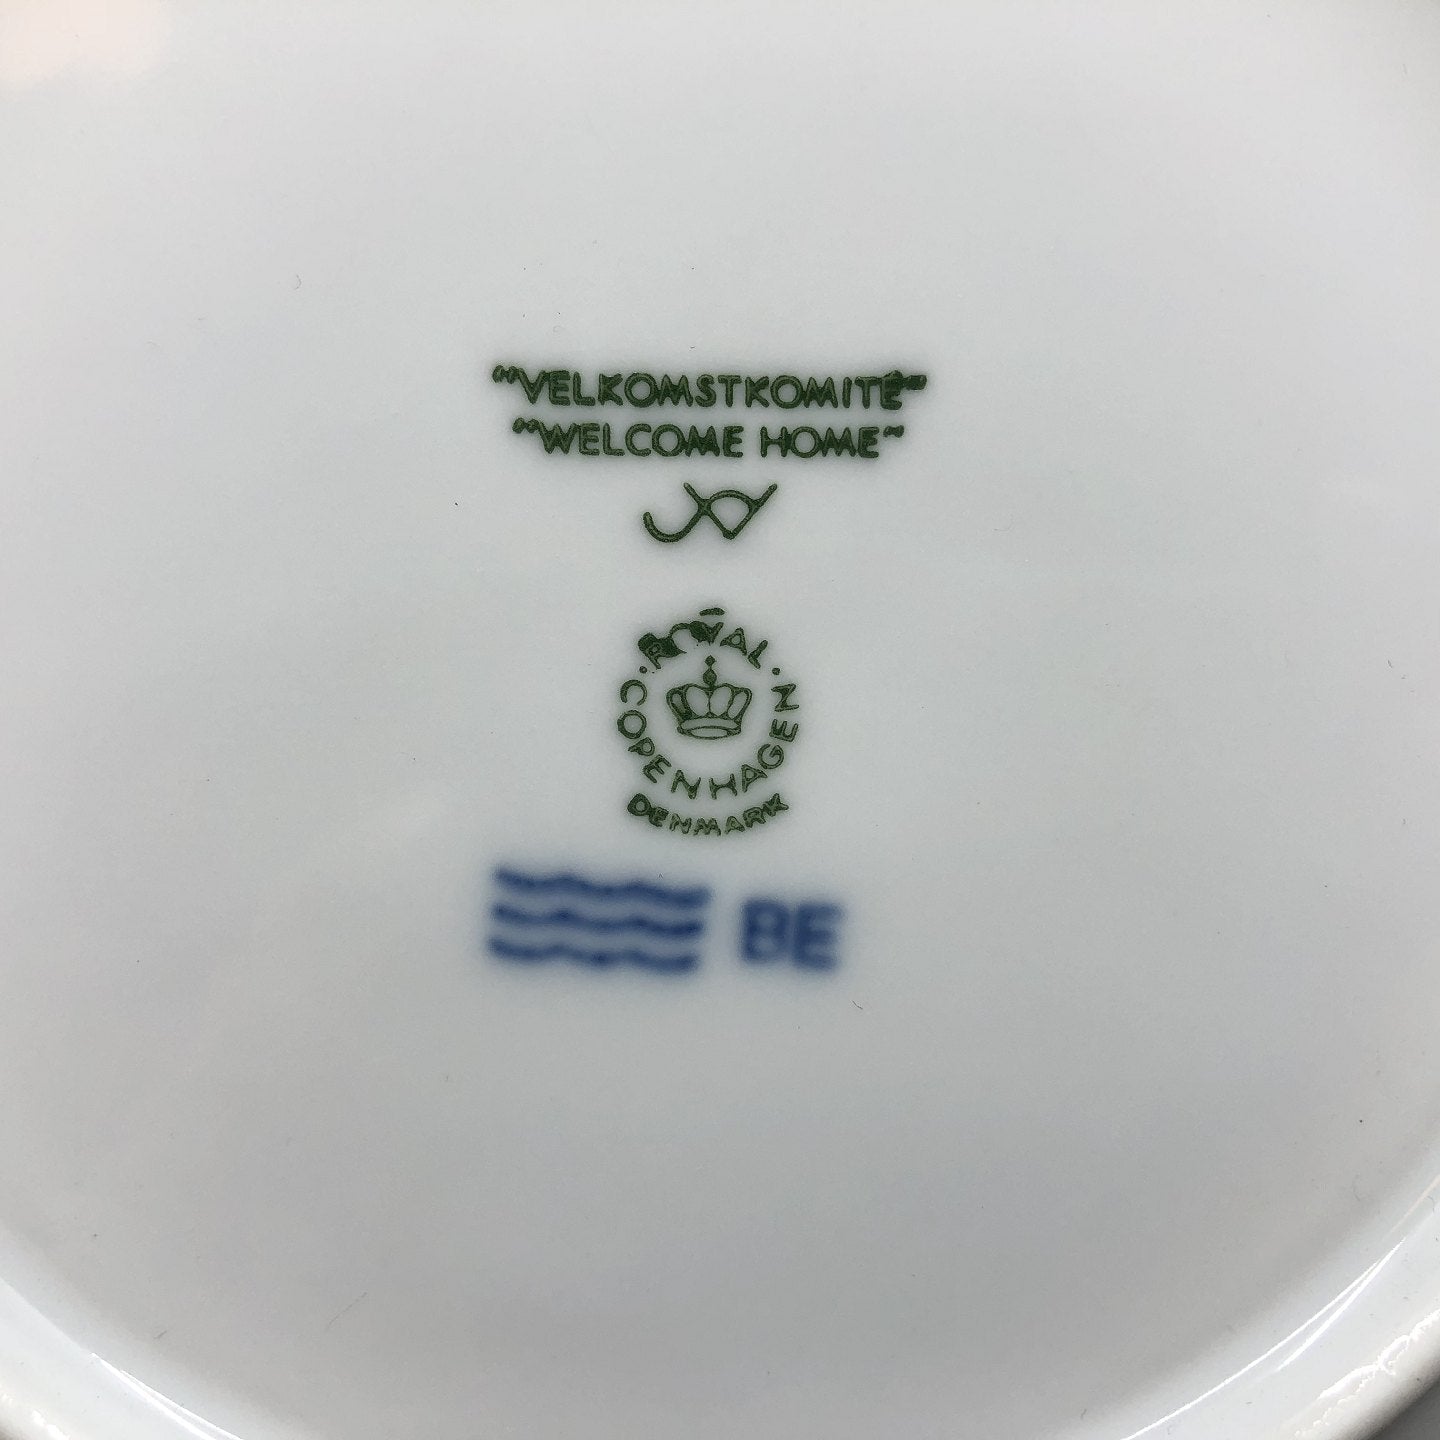 "VELKOMSTKOMITÉ"
"WELCOME HOME"
ROYAL
COPENHAGEN
DENMARK
BE